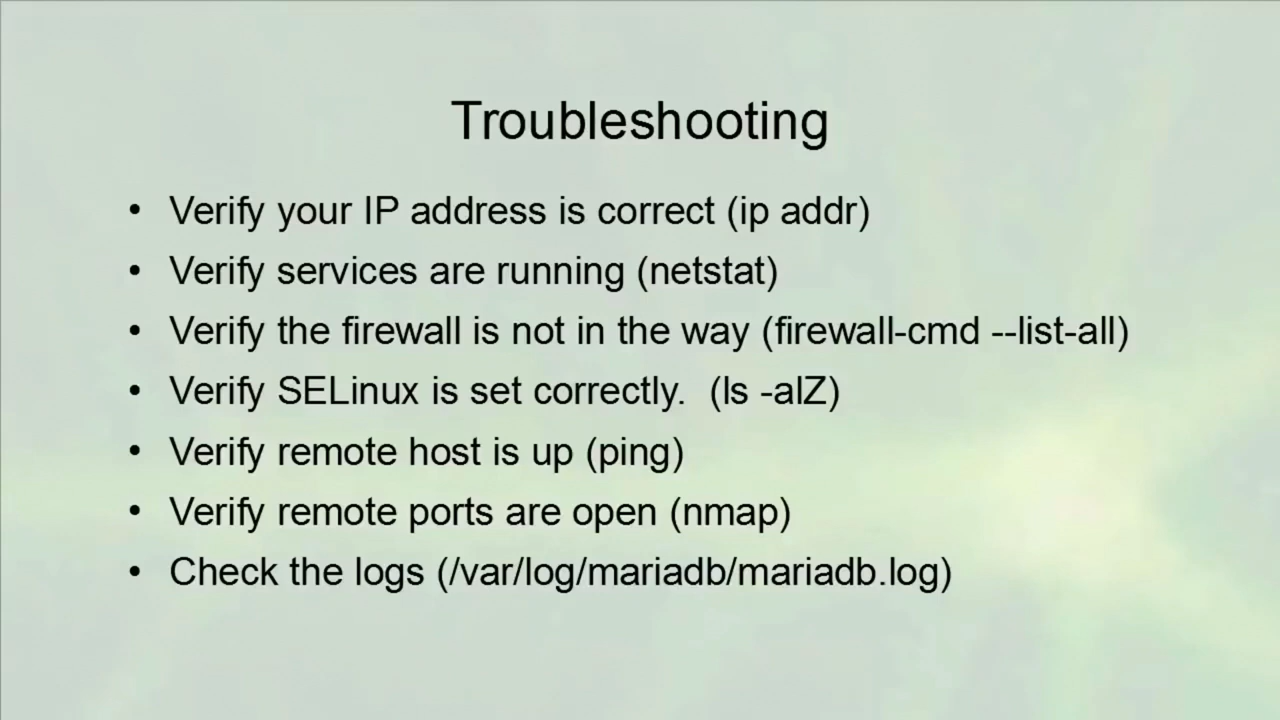 Troubleshooting
• Verify your IP address is correct (ip addr)
• Verify services are running (netstat)
• Verify the firewall is not in the way (firewall-cmd --list-all)
• Verify SELinux is set correctly.  (ls -alZ)
• Verify remote host is up (ping)
• Verify remote ports are open (nmap)
• Check the logs (/var/log/mariadb/mariadb.log)